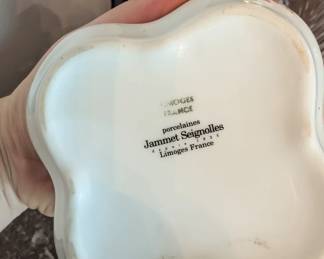 LIMOGES
FRANCE
porcelaines
Jammet Seignolles
Limoges France